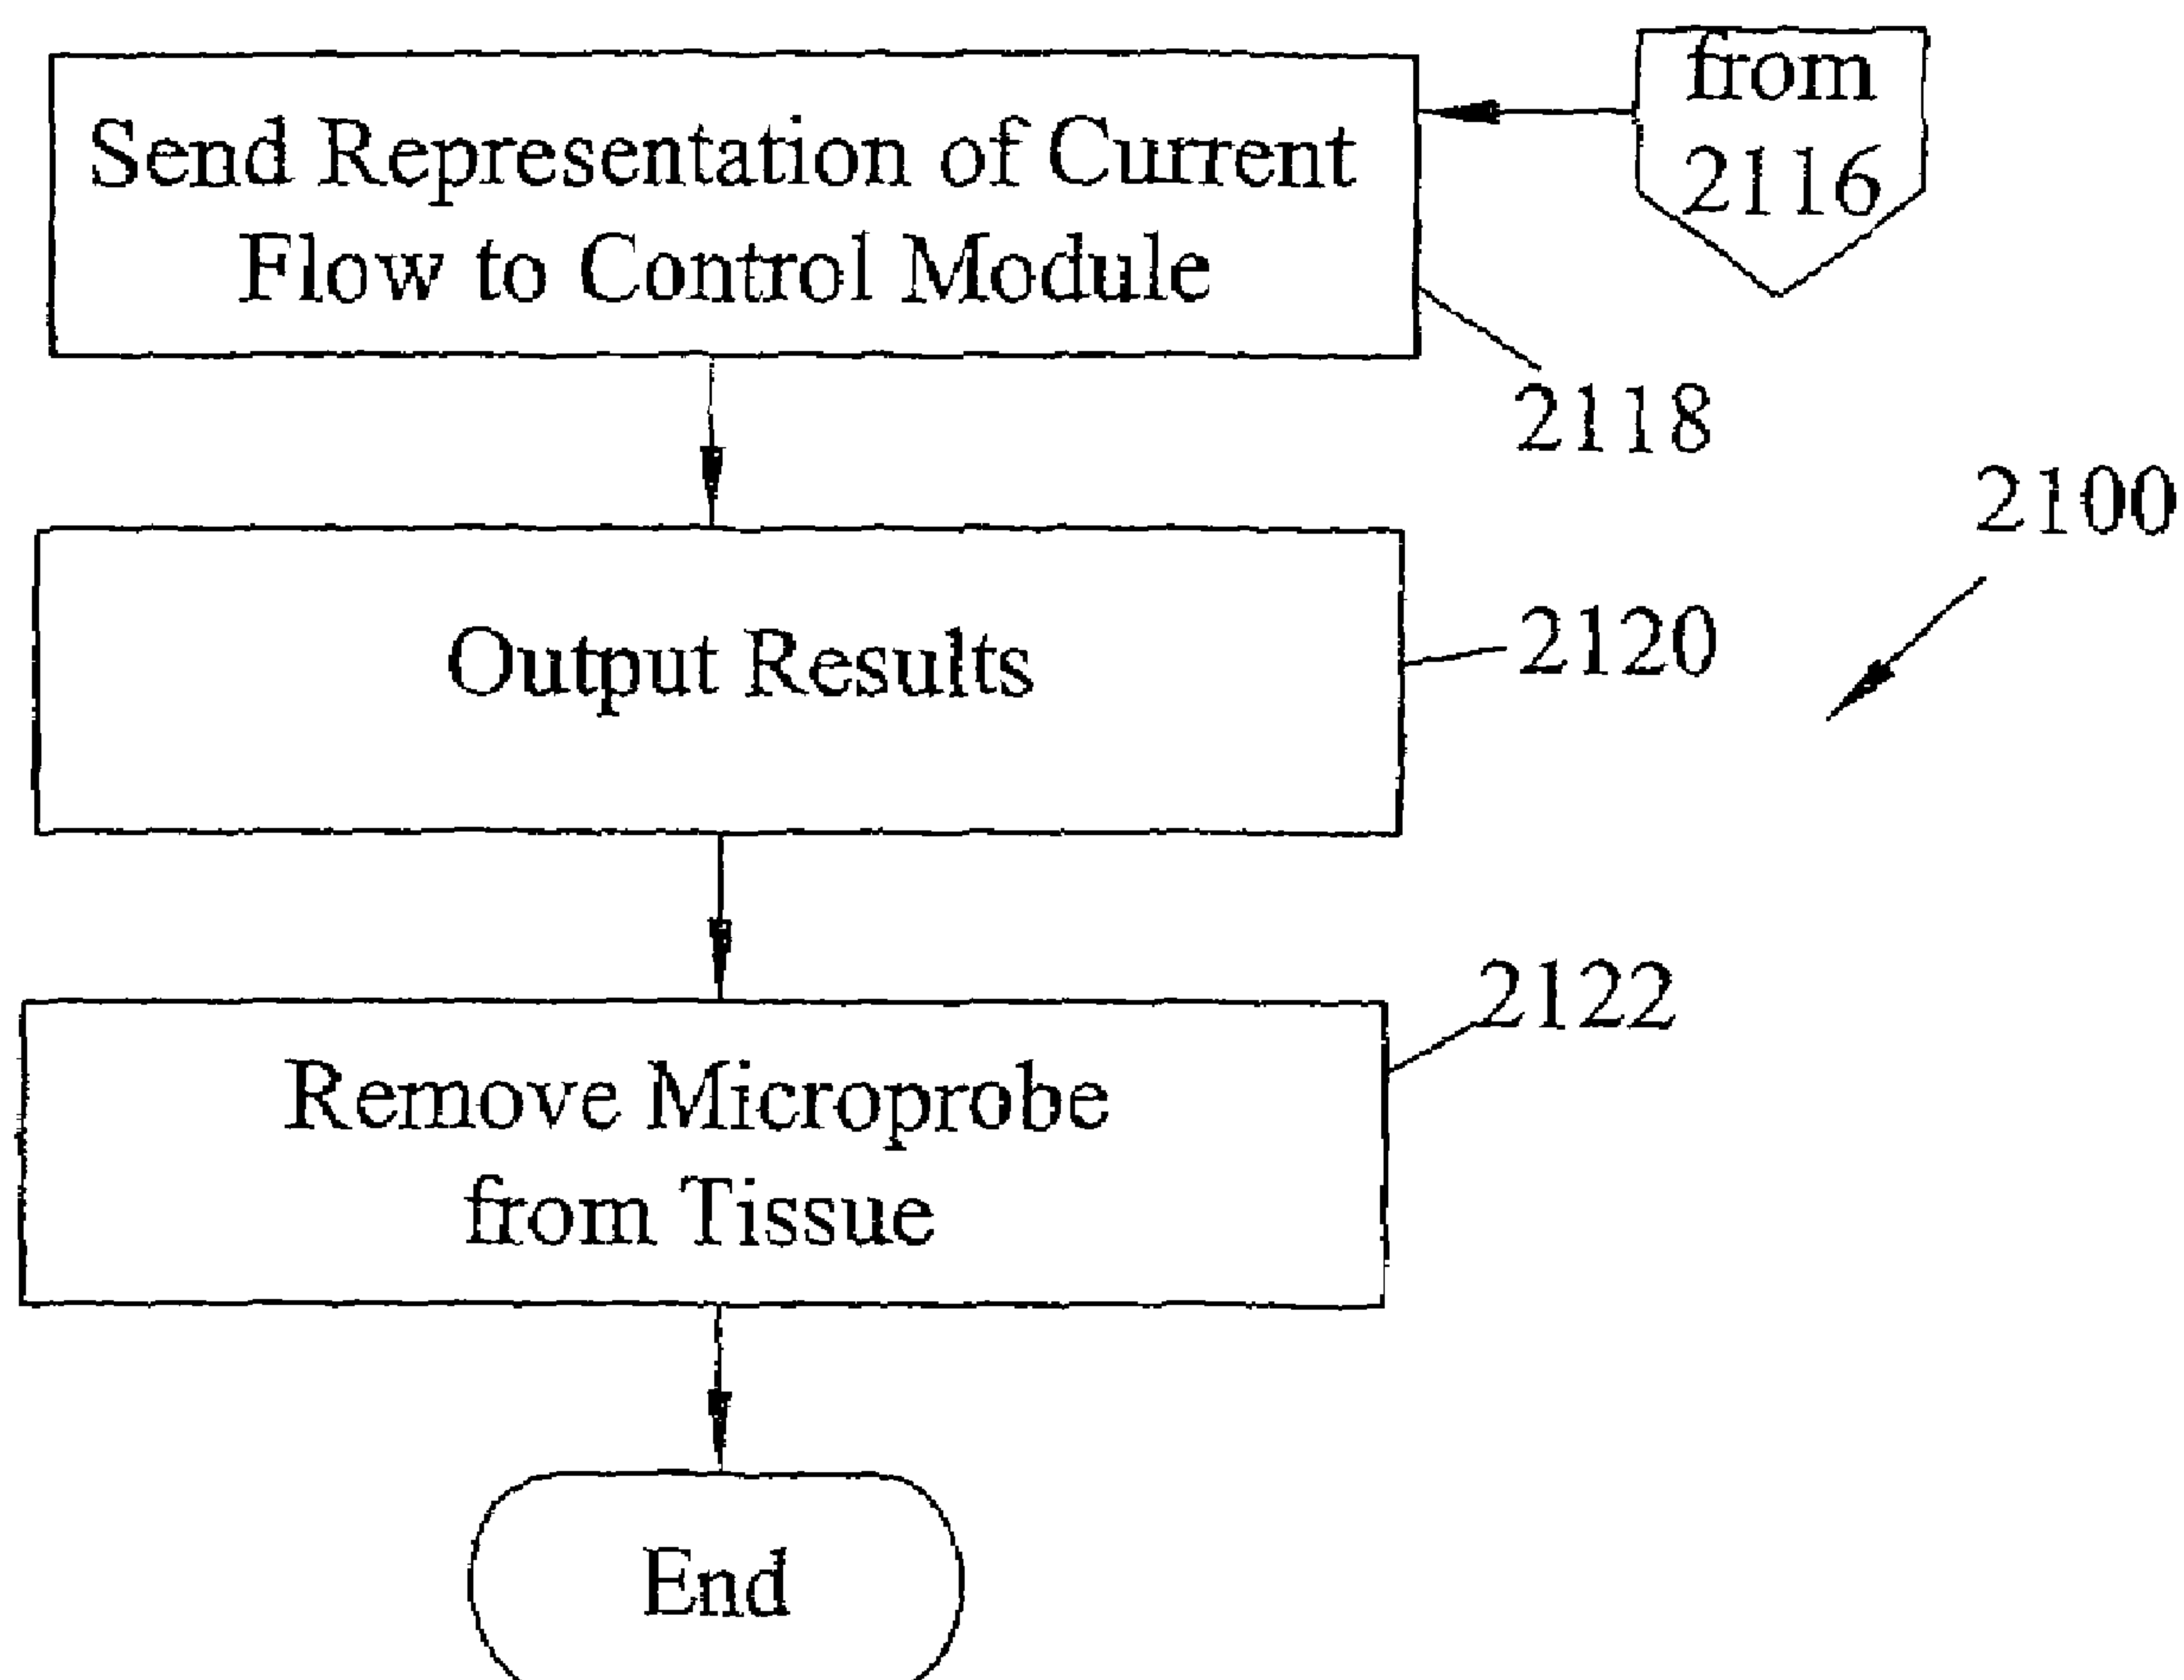 from
2116
Send Representation of Current
Flow to Control Module
2118
2100
Output Results
2120
2122
Remove Microprobe
from Tissue
End